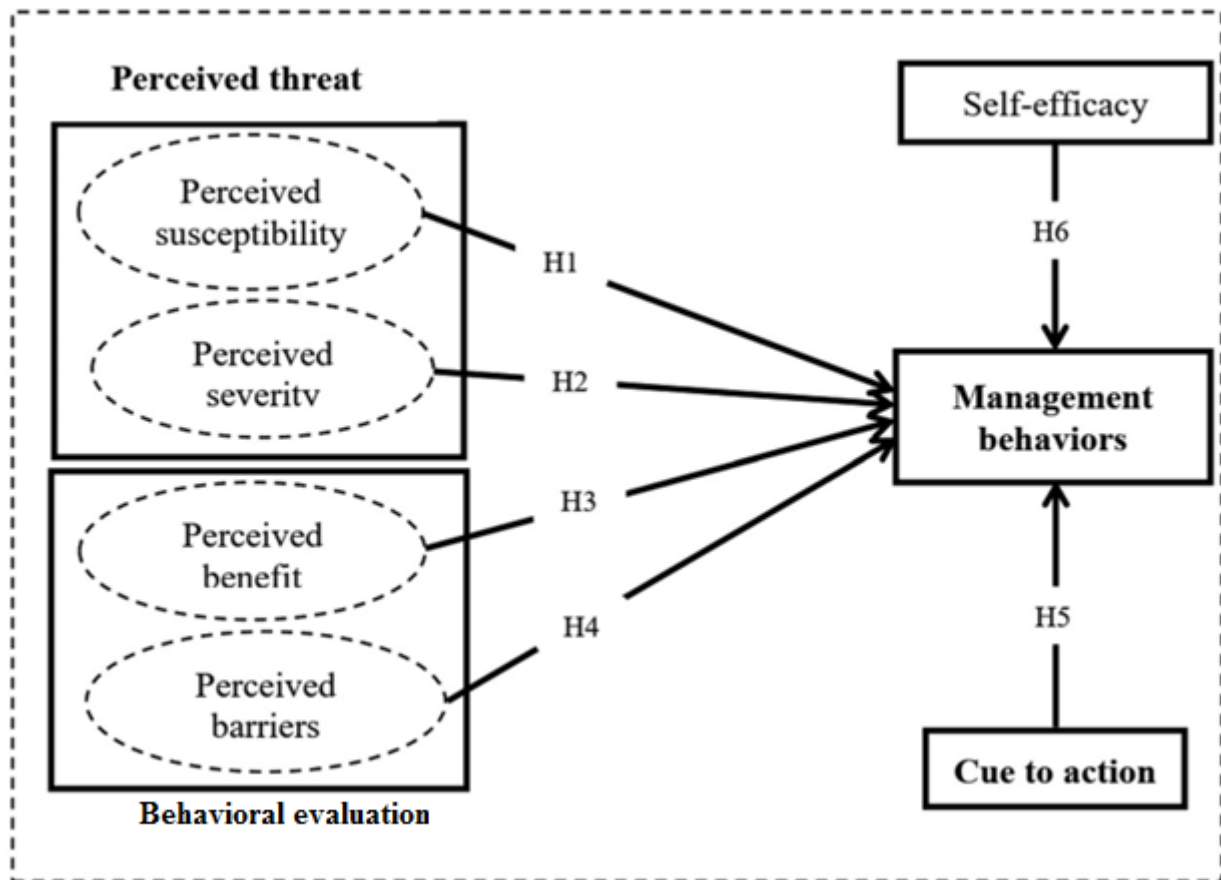 Perceived threat
Perceived
susceptibility
Perceived
severity
Perceived
benefit
Perceived
barriers
Behavioral evaluation
H1
H2
H3
H4
Self-efficacy
H6
Management
behaviors
H5
Cue to action